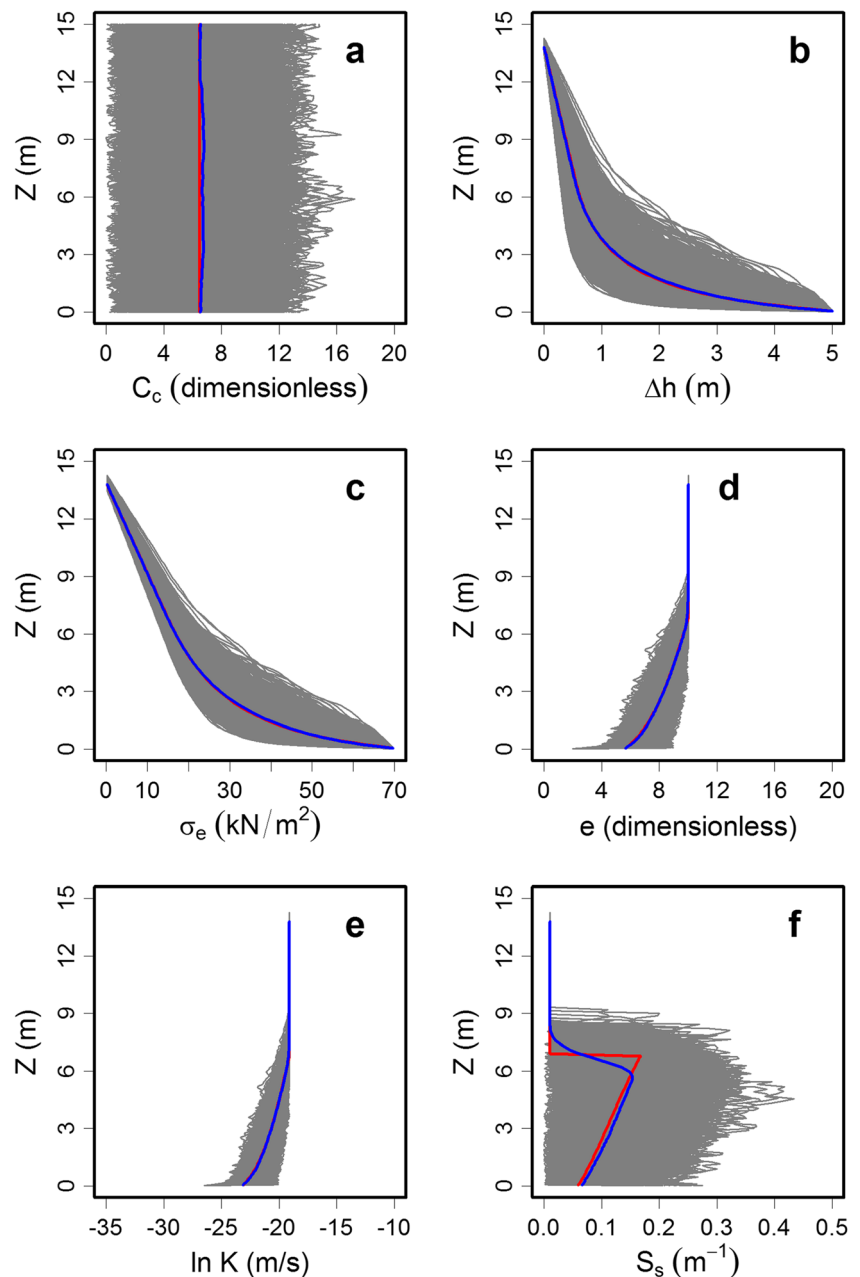 15
12
9
6
3
0
Z (m)
a
0 4 8 12 16 20
C_c (dimensionless)
15
12
9
6
3
0
Z (m)
b
0 1 2 3 4 5
Δh (m)
15
12
9
6
3
0
Z (m)
c
0 10 30 50 70
σ_e (kN/m²)
15
12
9
6
3
0
Z (m)
d
0 4 8 12 16 20
e (dimensionless)
15
12
9
6
3
0
Z (m)
e
-35 -30 -25 -20 -15 -10
ln K (m/s)
15
12
9
6
3
0
Z (m)
f
0.0 0.1 0.2 0.3 0.4 0.5
S_s (m⁻¹)